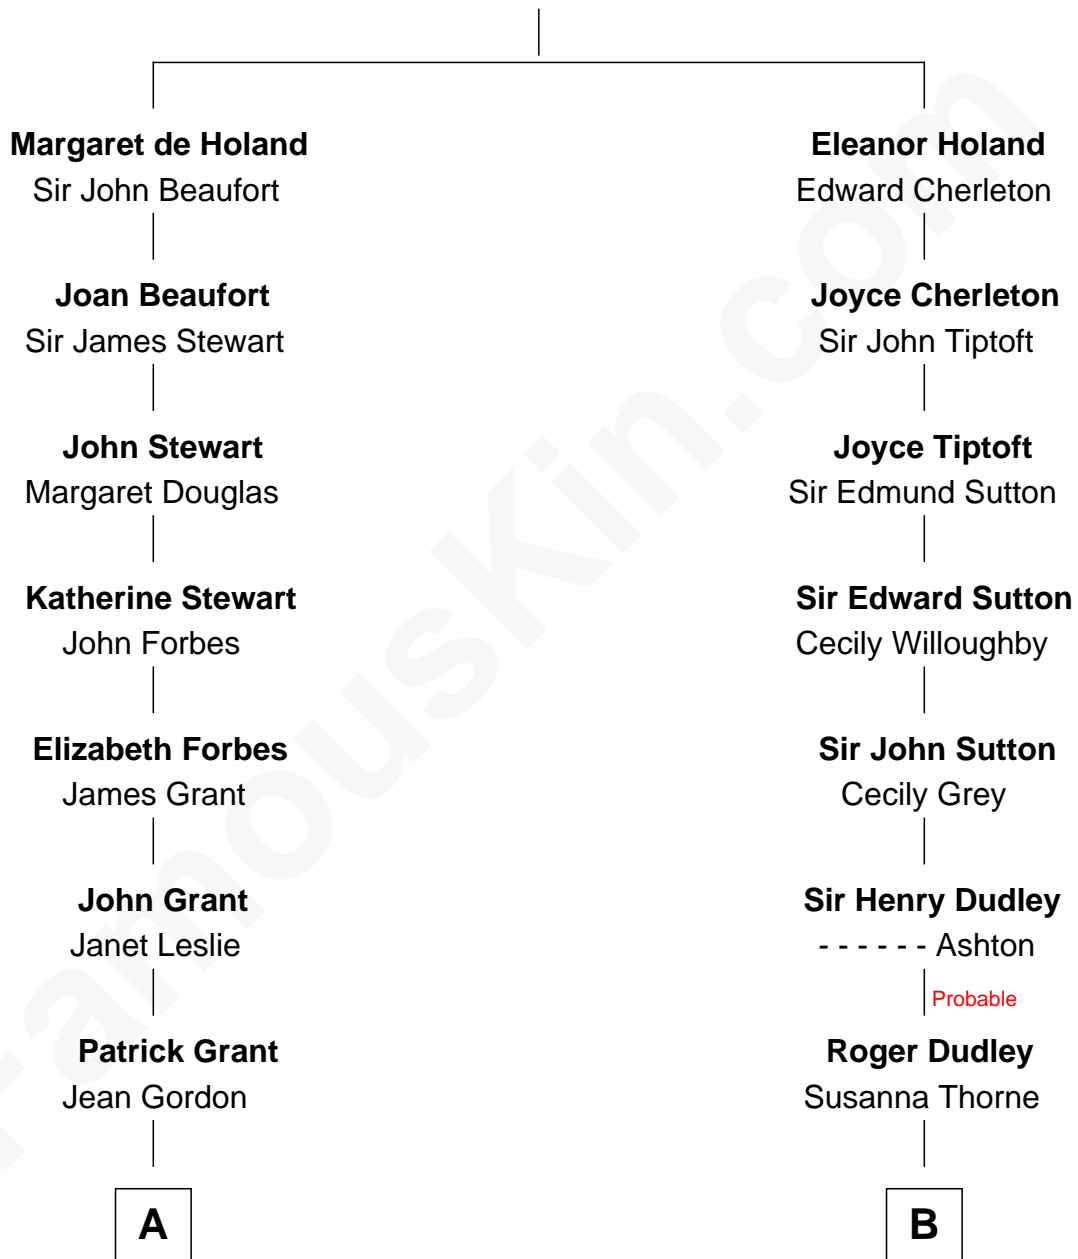 Margaret de Holand
Sir John Beaufort
Eleanor Holand
Edward Cherleton
Joan Beaufort
Sir James Stewart
Joyce Cherleton
Sir John Tiptoft
John Stewart
Margaret Douglas
Joyce Tiptoft
Sir Edmund Sutton
Katherine Stewart
John Forbes
Sir Edward Sutton
Cecily Willoughby
Elizabeth Forbes
James Grant
Sir John Sutton
Cecily Grey
John Grant
Janet Leslie
Sir Henry Dudley
- - - - - - Ashton
Probable
Patrick Grant
Jean Gordon
Roger Dudley
Susanna Thorne
A
B
FamousKin.com